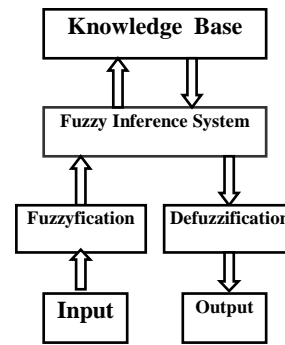 Knowledge Base
Fuzzy Inference System
Fuzzyfication
Defuzzification
Input
Output